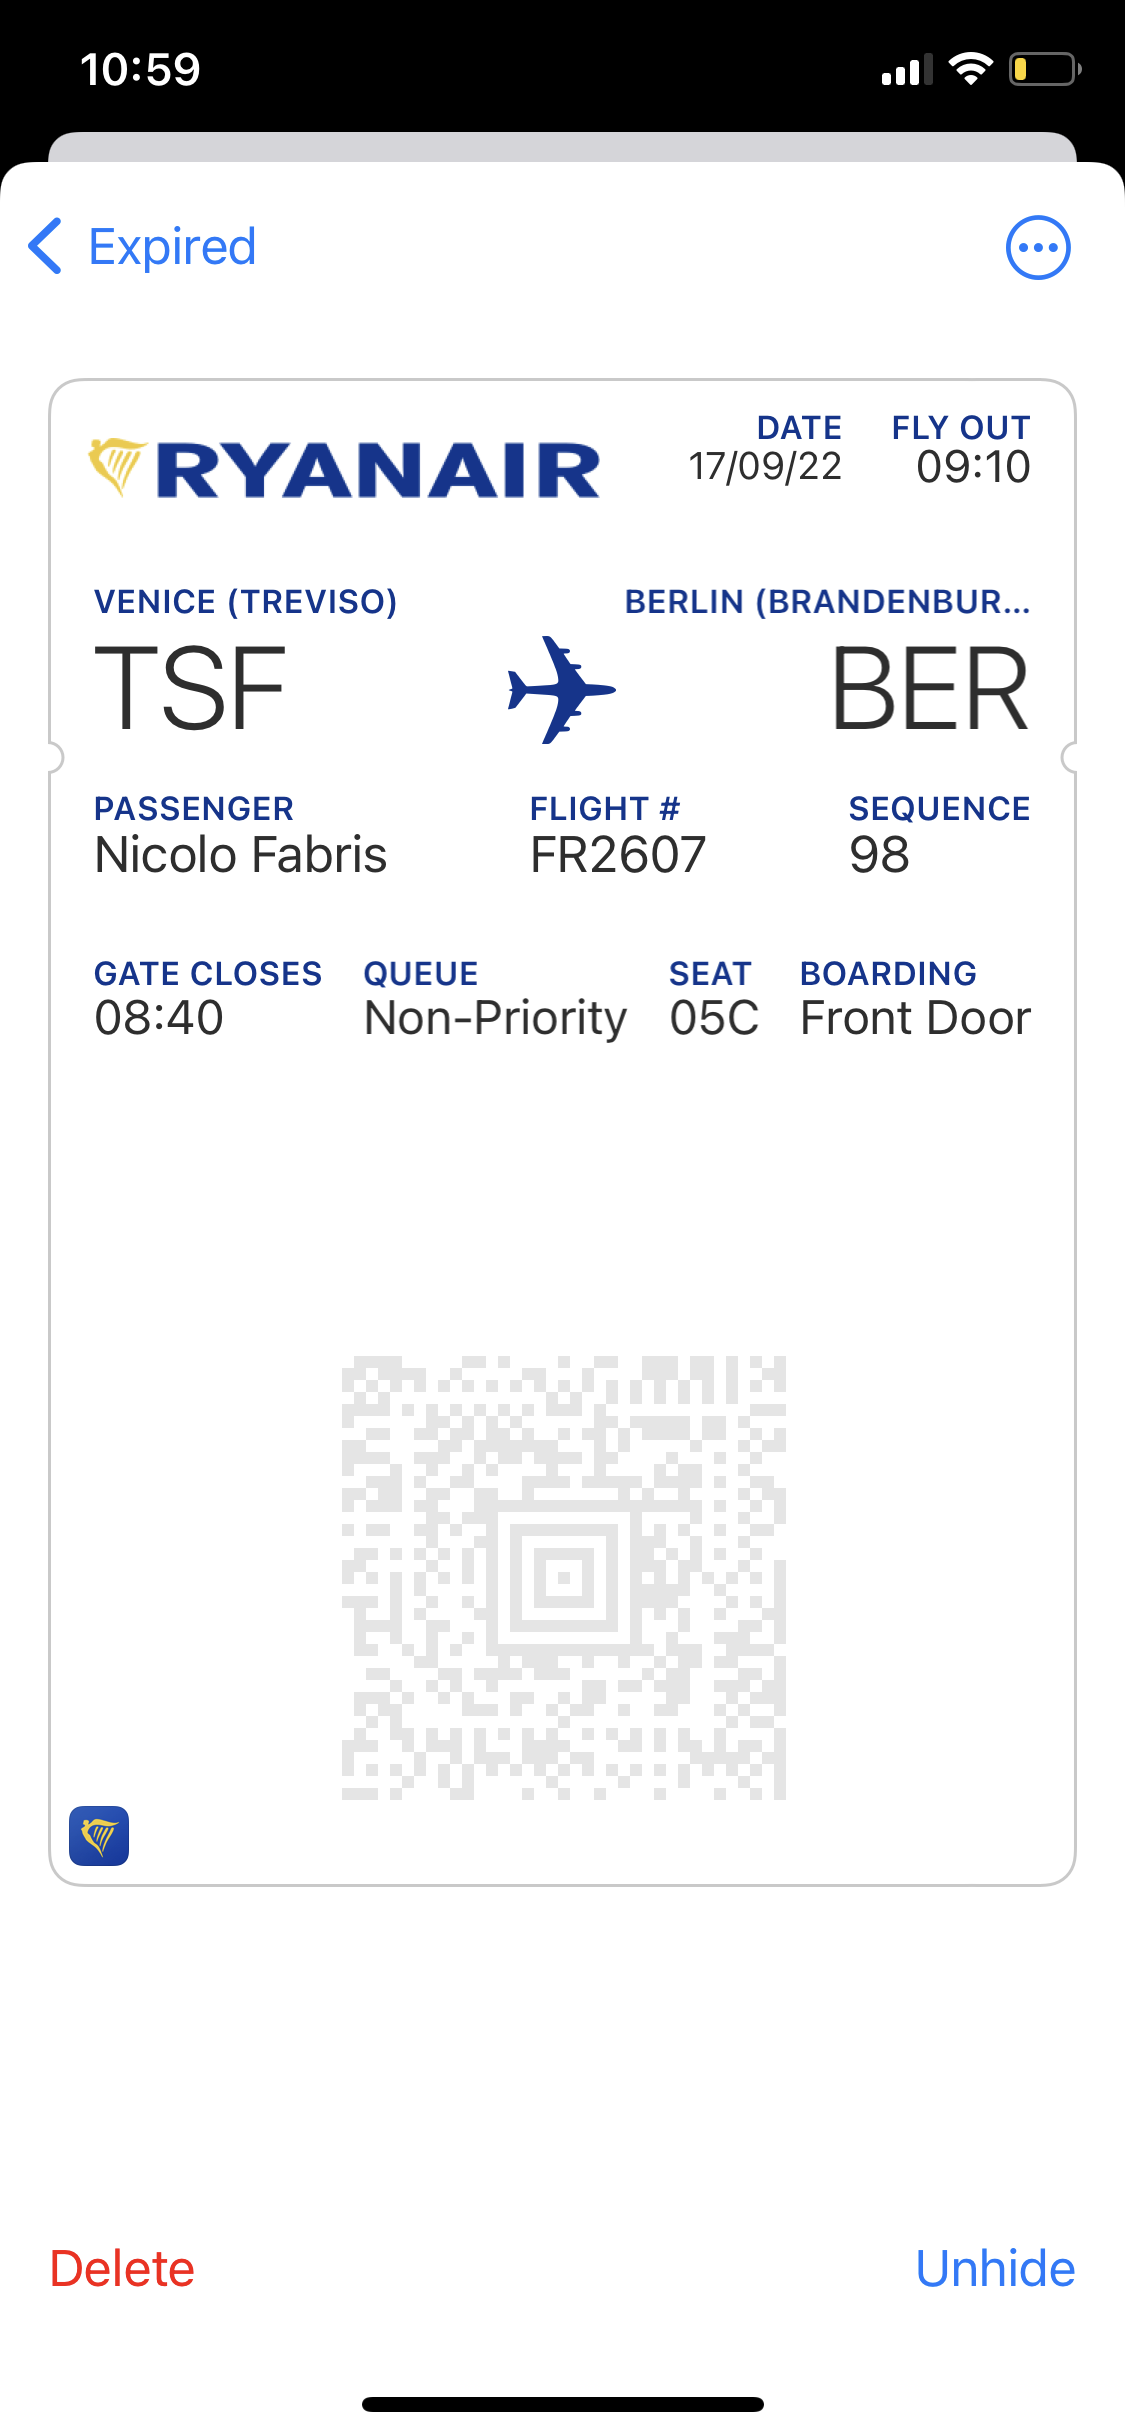 10:59
Expired
RYANAIR
DATE FLY OUT
17/09/22 09:10
VENICE (TREVISO) BERLIN (BRANDENBUR...
TSF BER
PASSENGER FLIGHT # SEQUENCE
Nicolo Fabris FR2607 98
GATE CLOSES QUEUE SEAT BOARDING
08:40 Non-Priority 05C Front Door
Delete Unhide